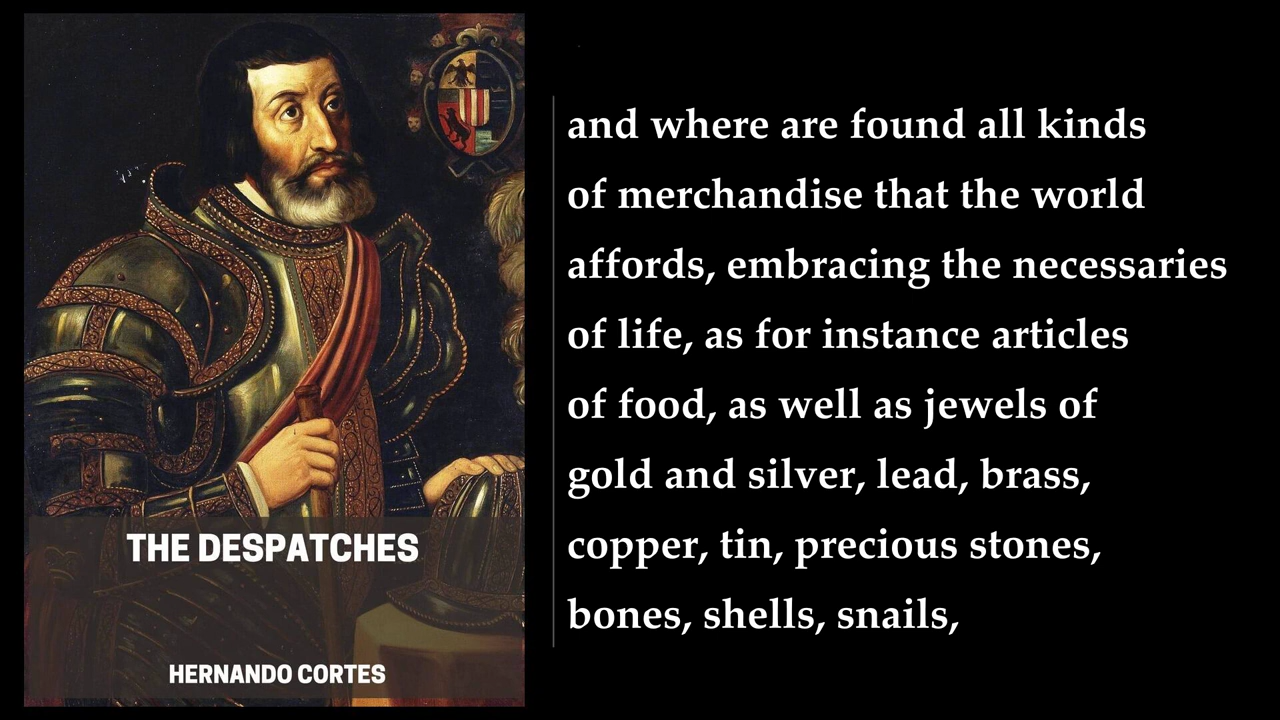 THE DESPATCHES
HERNANDO CORTES
and where are found all kinds
of merchandise that the world
affords, embracing the necessaries
of life, as for instance articles
of food, as well as jewels of
gold and silver, lead, brass,
copper, tin, precious stones,
bones, shells, snails,